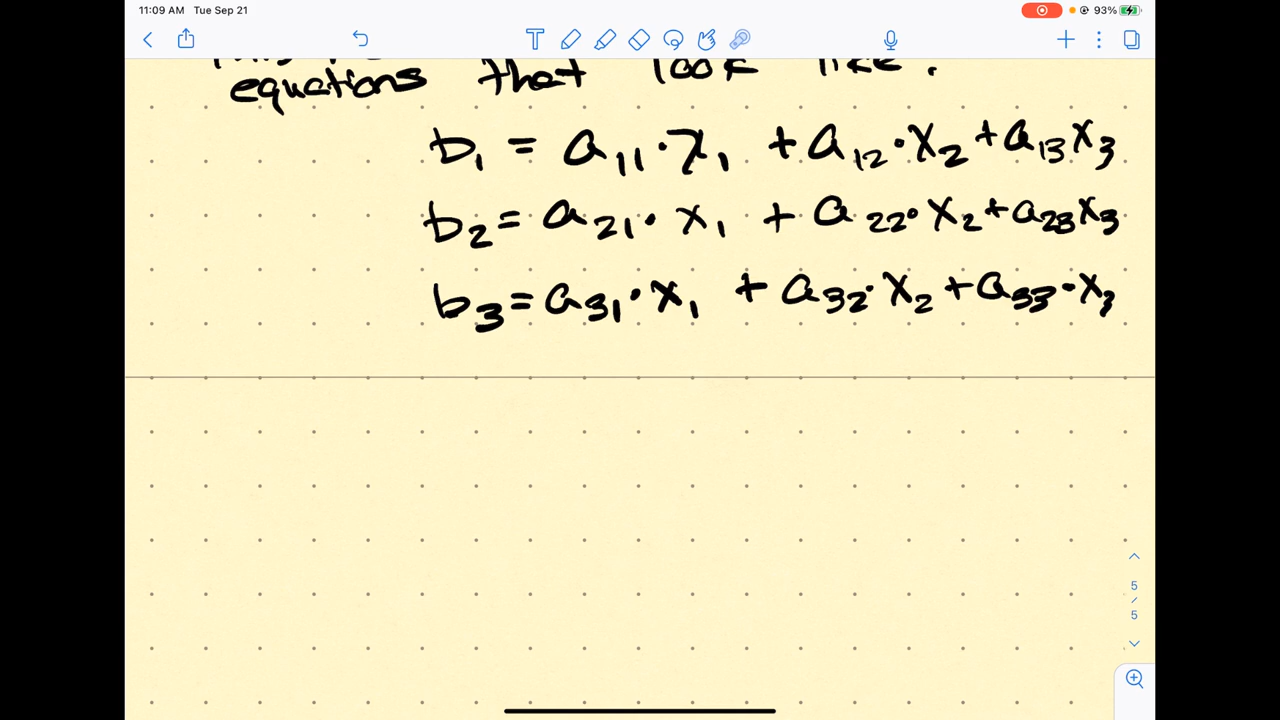 11:09 AM Tue Sep 21
93%
equations that look like:
b₁ = a₁₁·x₁ + a₁₂·x₂ + a₁₃x₃
b₂ = a₂₁·x₁ + a₂₂·x₂ + a₂₃x₃
b₃ = a₃₁·x₁ + a₃₂·x₂ + a₃₃·x₃
5
/
5